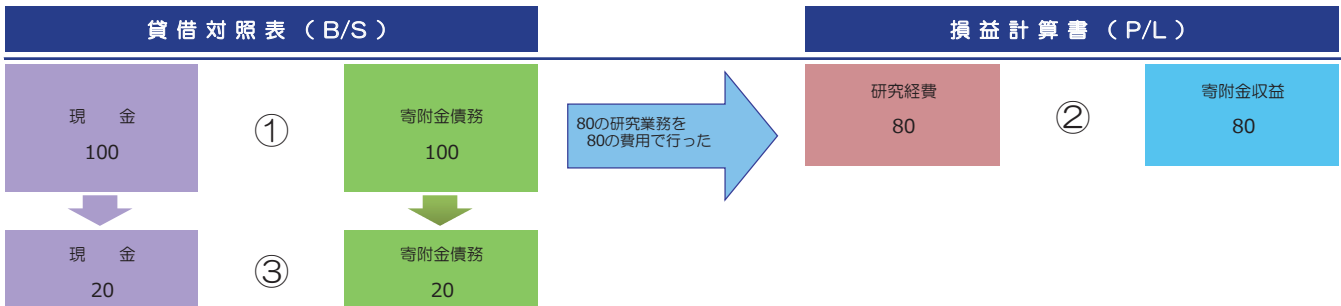 貸借対照表（B/S）
損益計算書（P/L）
現　金
100
①
寄附金債務
100
80の研究業務を
80の費用で行った
研究経費
80
②
寄附金収益
80
現　金
20
③
寄附金債務
20